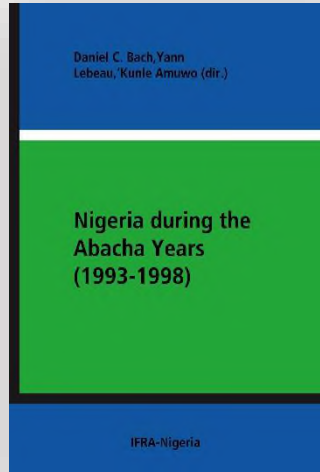 Daniel C. Bach,Yann
Lebeau,'Kunle Amuwo (dir.)
Nigeria during the
Abacha Years
(1993-1998)
IFRA-Nigeria